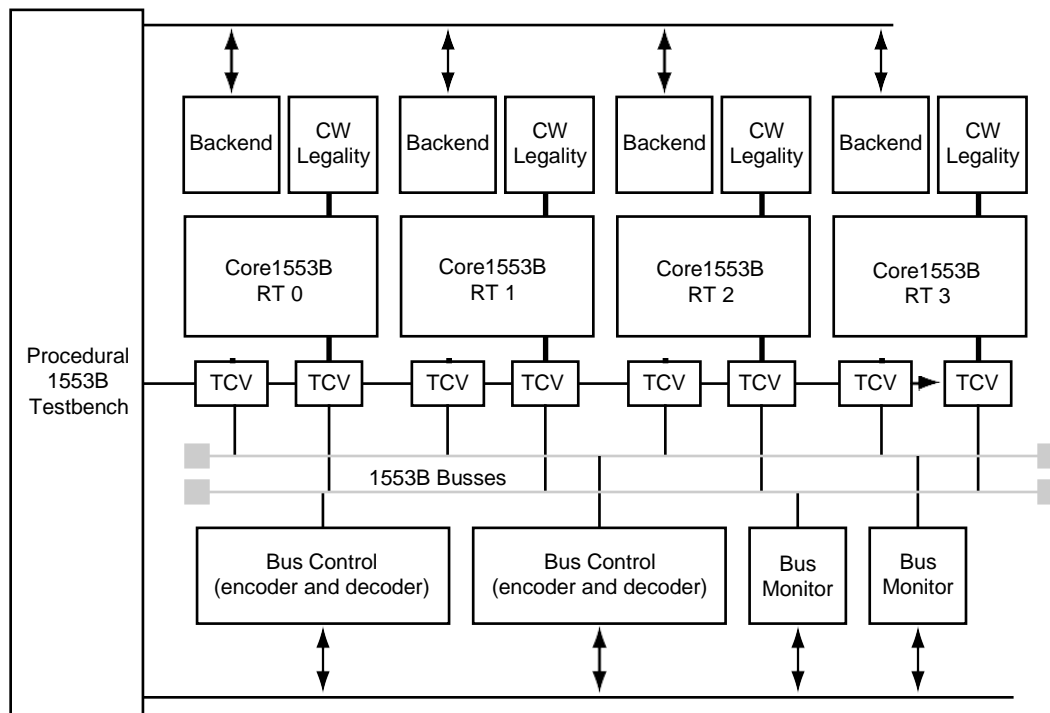 Backend
CW
Legality
Backend
CW
Legality
Backend
CW
Legality
Backend
CW
Legality
Core1553B
RT 0
Core1553B
RT 1
Core1553B
RT 2
Core1553B
RT 3
Procedural
1553B
Testbench
TCV
TCV
TCV
TCV
TCV
TCV
TCV
TCV
1553B Busses
Bus Control
(encoder and decoder)
Bus Control
(encoder and decoder)
Bus
Monitor
Bus
Monitor